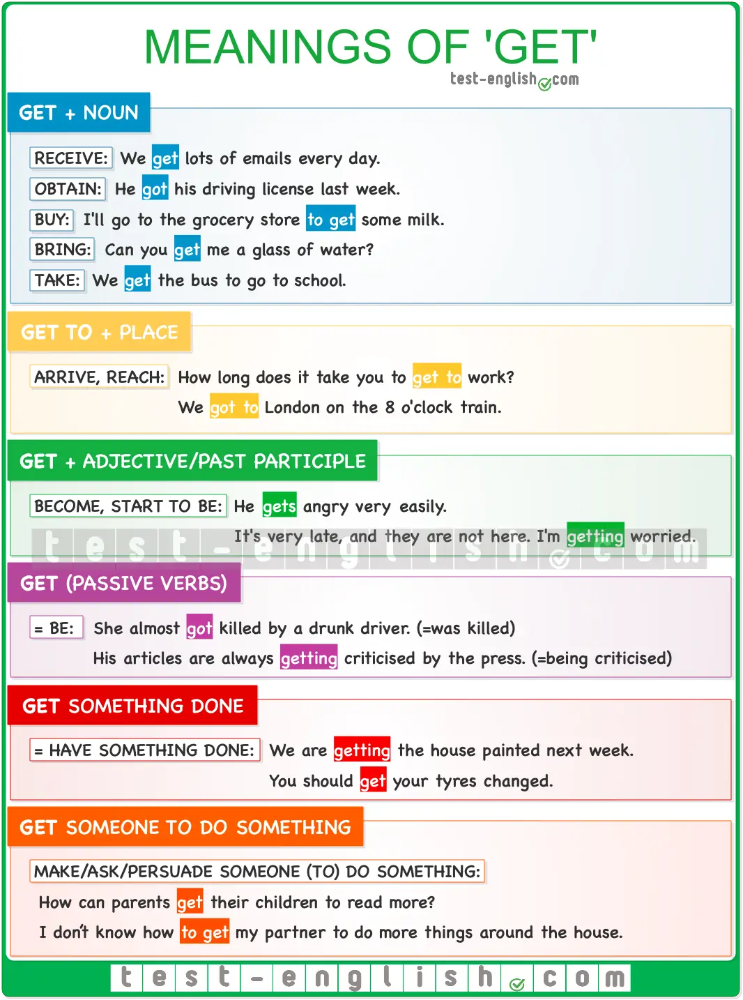 MEANINGS OF 'GET'
test-english.com
GET + NOUN
RECEIVE: We get lots of emails every day.
OBTAIN: He got his driving license last week.
BUY: I'll go to the grocery store to get some milk.
BRING: Can you get me a glass of water?
TAKE: We get the bus to go to school.
GET TO + PLACE
ARRIVE, REACH: How long does it take you to get to work?
We got to London on the 8 o'clock train.
GET + ADJECTIVE/PAST PARTICIPLE
BECOME, START TO BE: He gets angry very easily.
It's very late, and they are not here. I'm getting worried.
test-english.com
GET (PASSIVE VERBS)
= BE: She almost got killed by a drunk driver. (=was killed)
His articles are always getting criticised by the press. (=being criticised)
GET SOMETHING DONE
= HAVE SOMETHING DONE: We are getting the house painted next week.
You should get your tyres changed.
GET SOMEONE TO DO SOMETHING
MAKE/ASK/PERSUADE SOMEONE (TO) DO SOMETHING:
How can parents get their children to read more?
I don't know how to get my partner to do more things around the house.
test-english.com